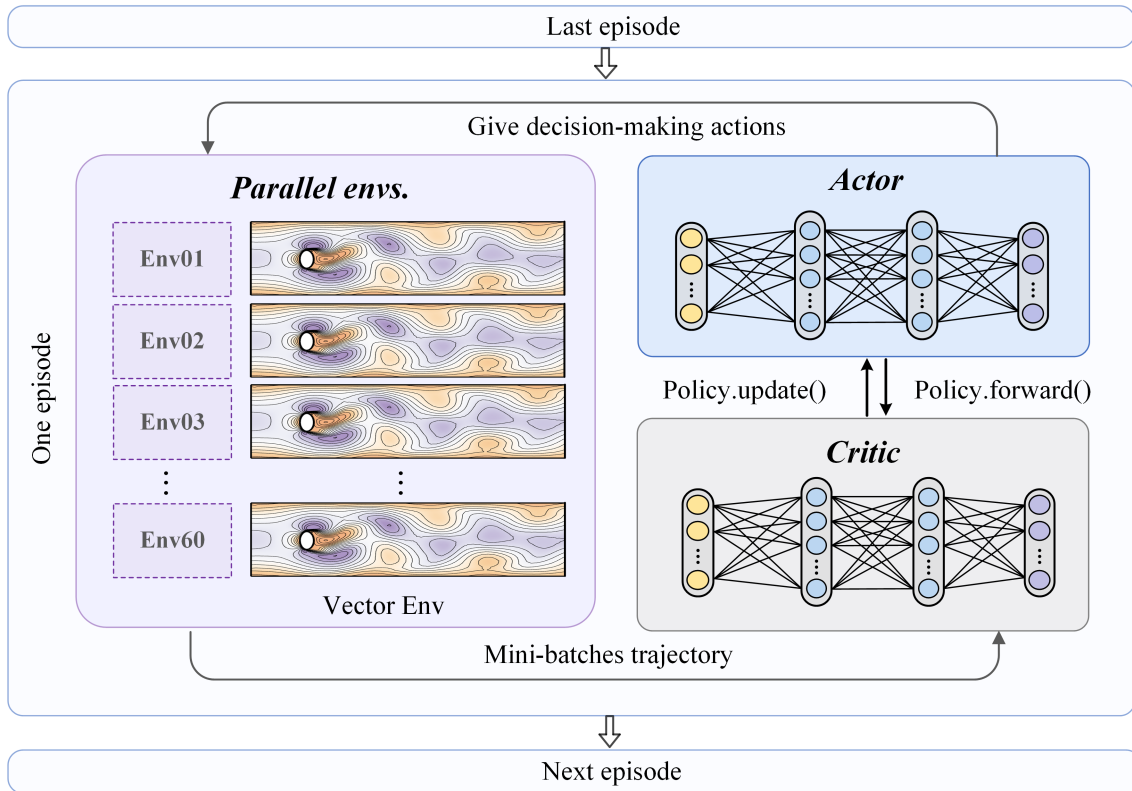 Last episode
Give decision-making actions
Parallel envs.
Actor
Env01
Env02
Env03
Env60
Vector Env
One episode
Policy.update()
Policy.forward()
Critic
Mini-batches trajectory
Next episode